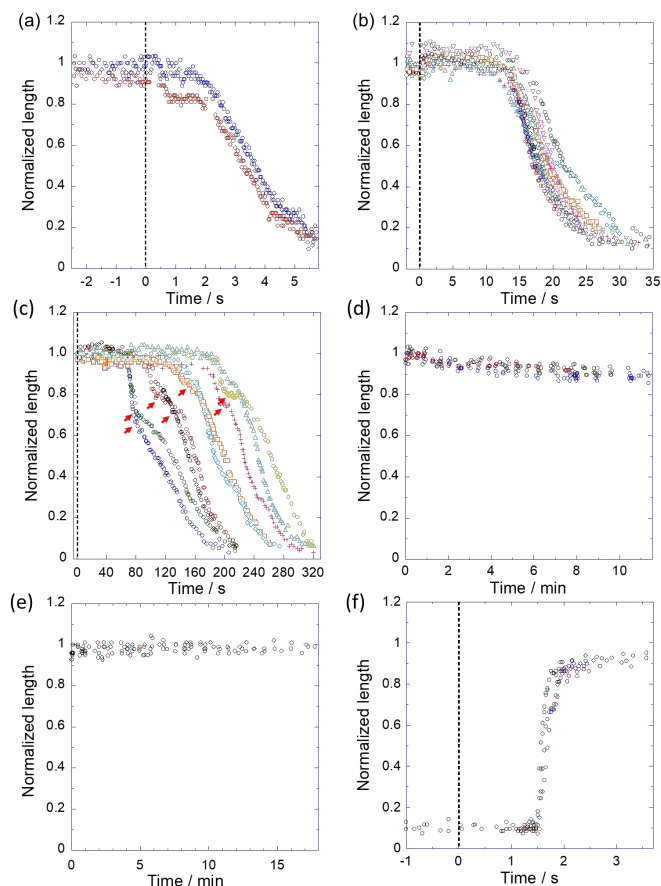 (a)
1.2
1
0.8
0.6
0.4
0.2
0
Normalized length
-2 -1 0 1 2 3 4 5
Time / s
(b)
1.2
1
0.8
0.6
0.4
0.2
0
Normalized length
0 5 10 15 20 25 30 35
Time / s
(c)
1.2
1.0
0.8
0.6
0.4
0.2
0
Normalized length
0 40 80 120 160 200 240 280 320
Time / s
(d)
1.2
1
0.8
0.6
0.4
0.2
0
Normalized length
0 2 4 6 8 10
Time / min
(e)
1.2
1
0.8
0.6
0.4
0.2
0
Normalized length
0 5 10 15
Time / min
(f)
1.2
1
0.8
0.6
0.4
0.2
0
Normalized length
-1 0 1 2 3
Time / s